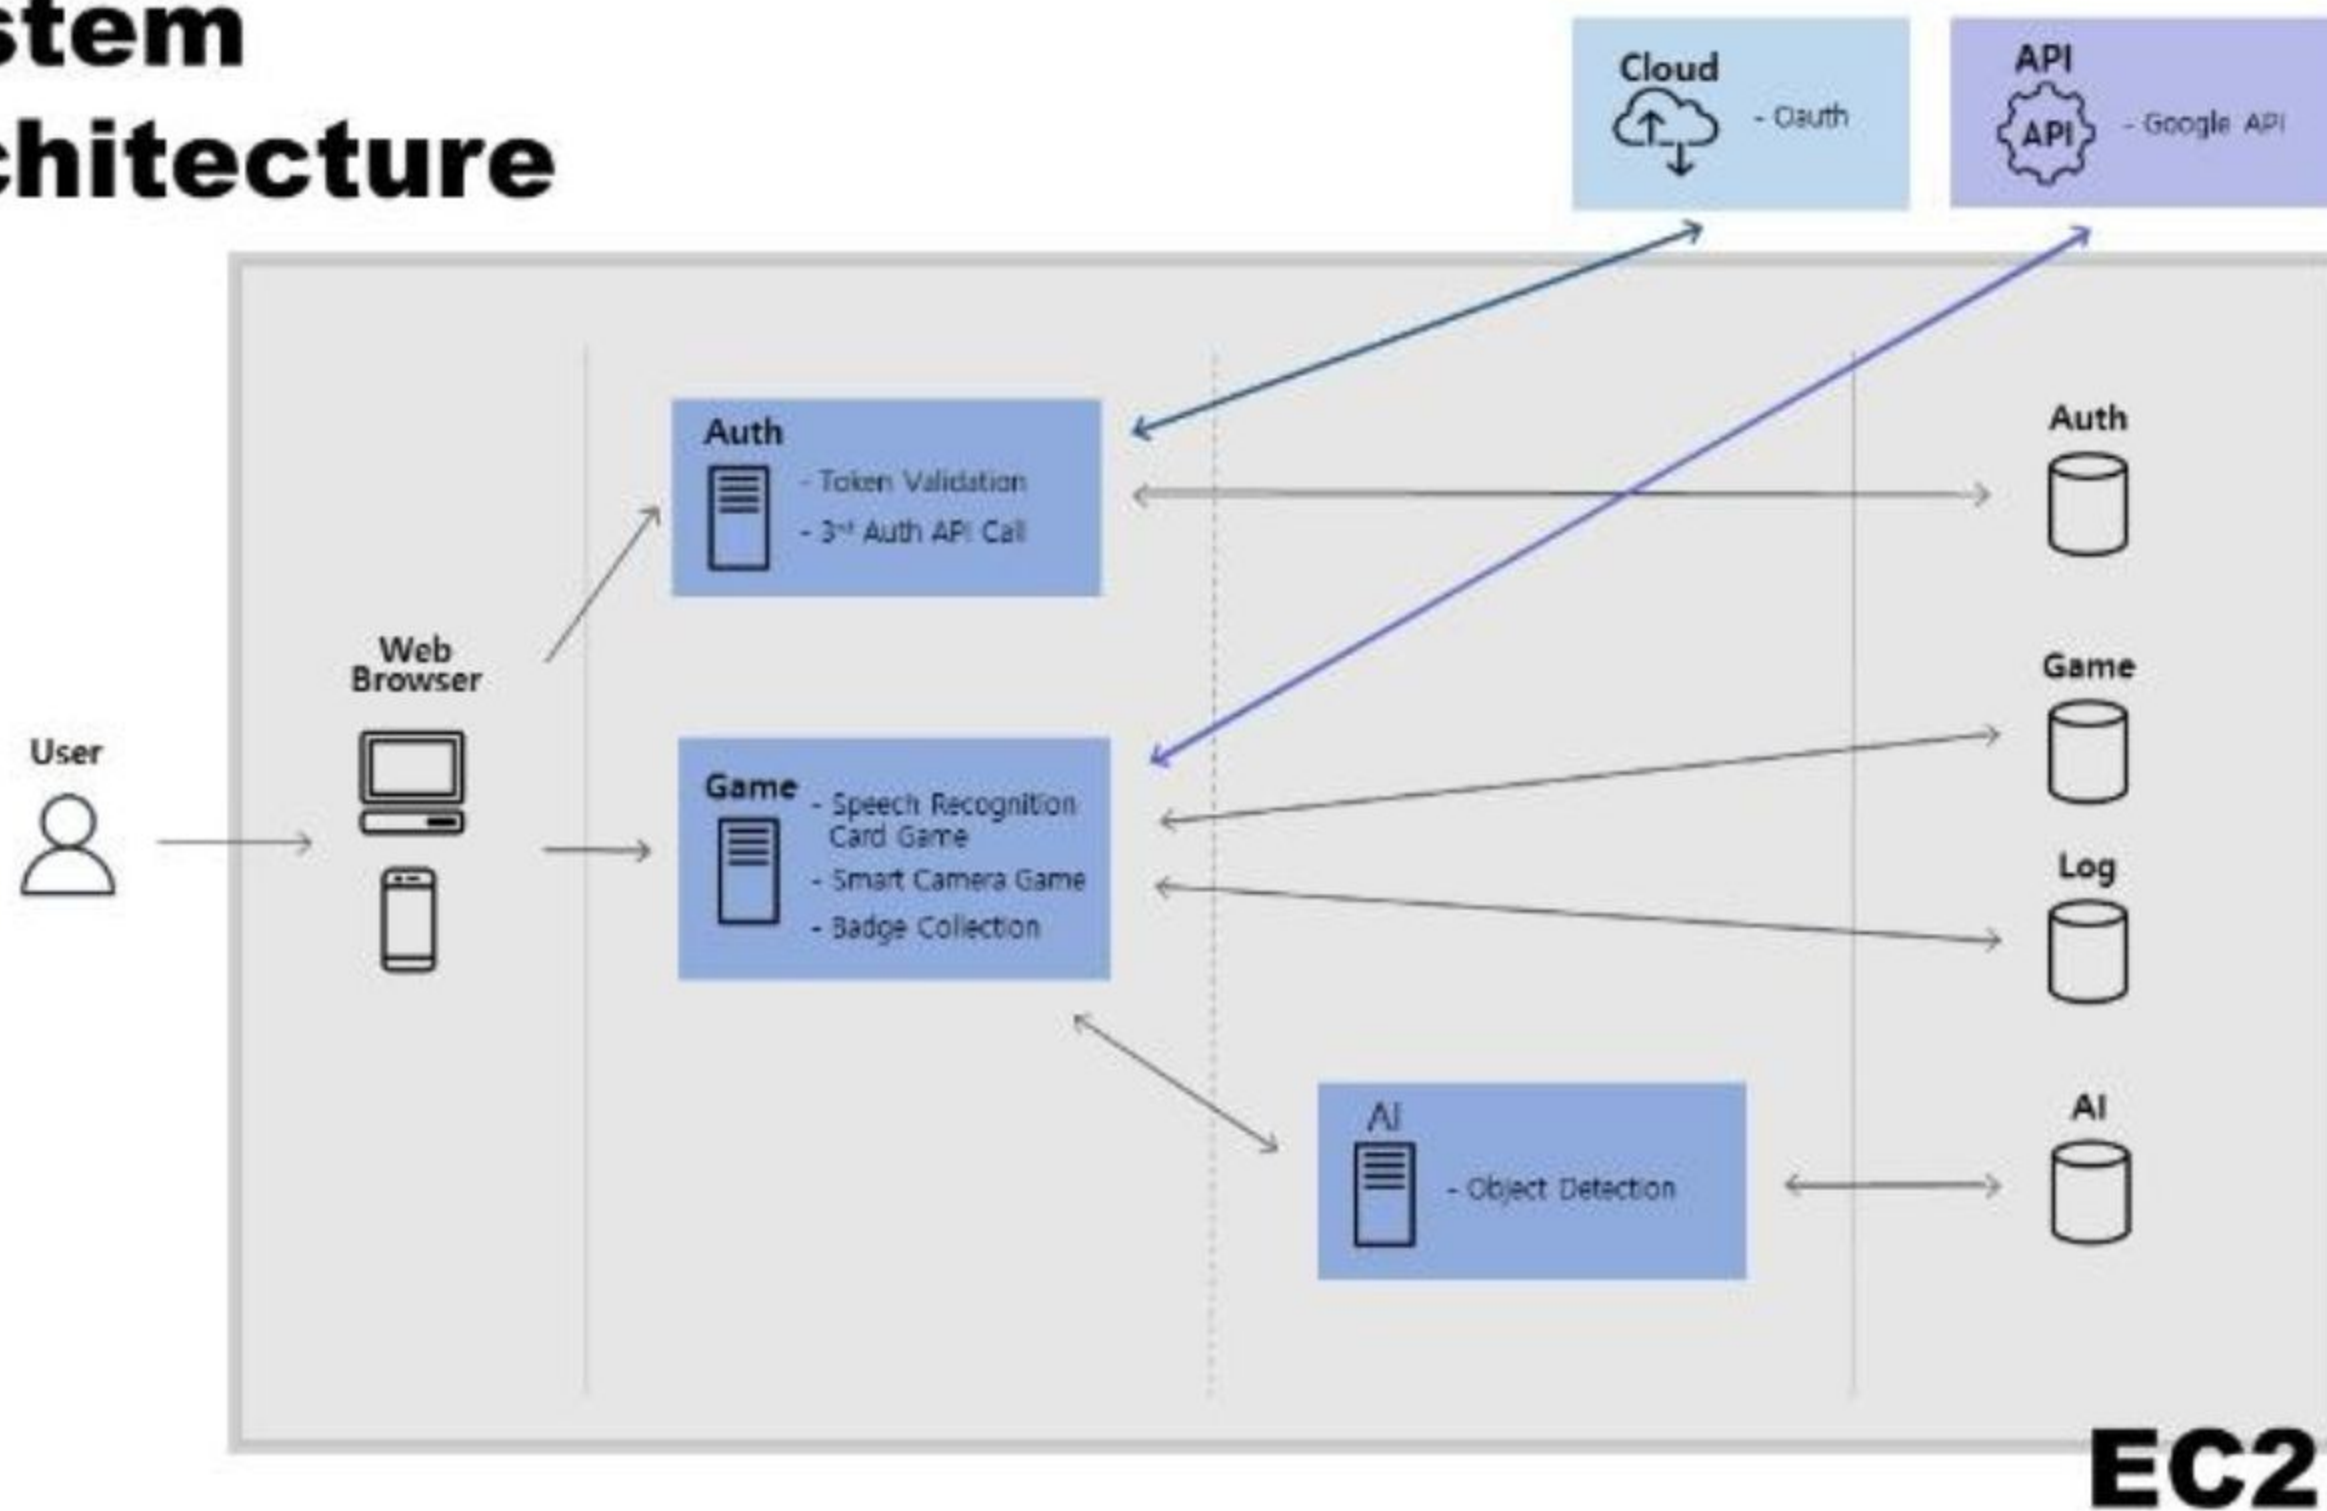 stem
chitecture
Cloud
- Oauth
API
API
- Google API
Auth
- Token Validation
- 3rd Auth API Call
Auth
Web
Browser
User
Game
- Speech Recognition
Card Game
- Smart Camera Game
- Badge Collection
Game
Log
AI
- Object Detection
AI
EC2